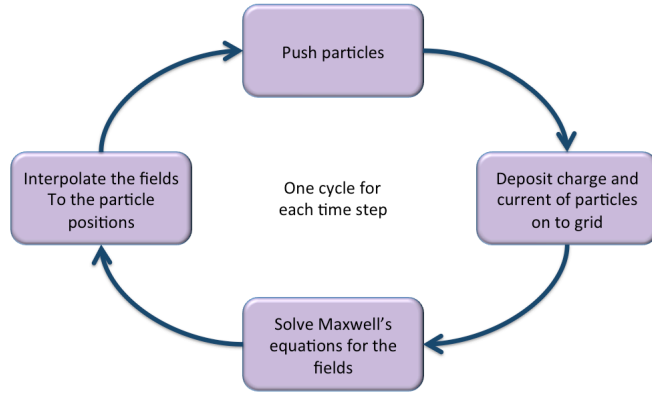 Push particles
Deposit charge and
current of particles
on to grid
Solve Maxwell's
equations for the
fields
Interpolate the fields
To the particle
positions
One cycle for
each time step